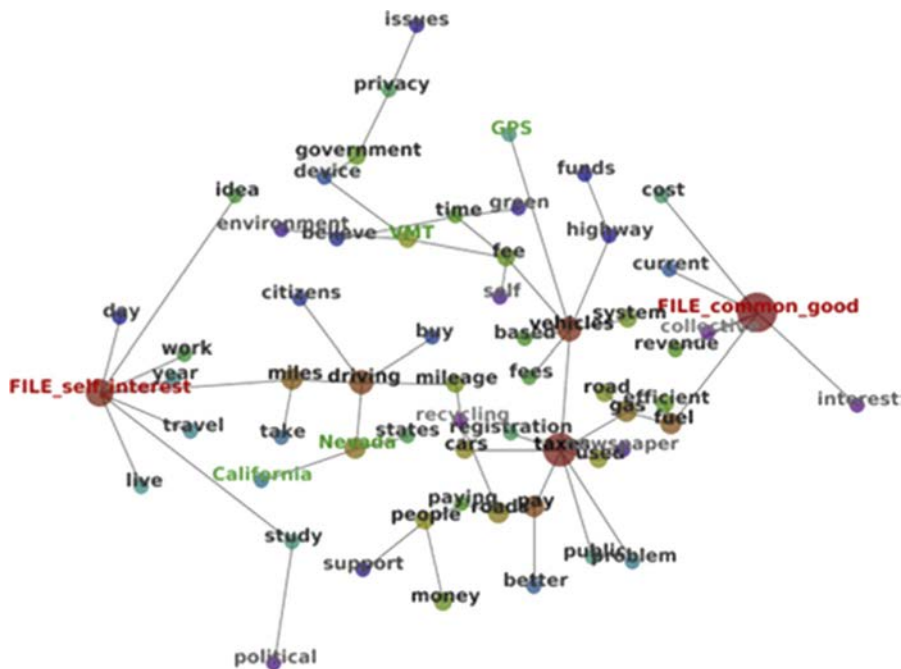 issues
privacy
GPS
government
device
funds
idea
cost
time
green
environment
believe
VMT
highway
fee
current
self
citizens
day
FILE_common_good
system
vehicles
collectiv
based
buy
revenue
work
year
miles
driving
mileage
fees
FILE_self_interest
road
efficient
interest
gas
fuel
recycling
travel
take
Nevada
states
registration
cars
taxes
newspaper
used
California
live
paying
people
roads
pay
study
public
problem
support
better
money
political